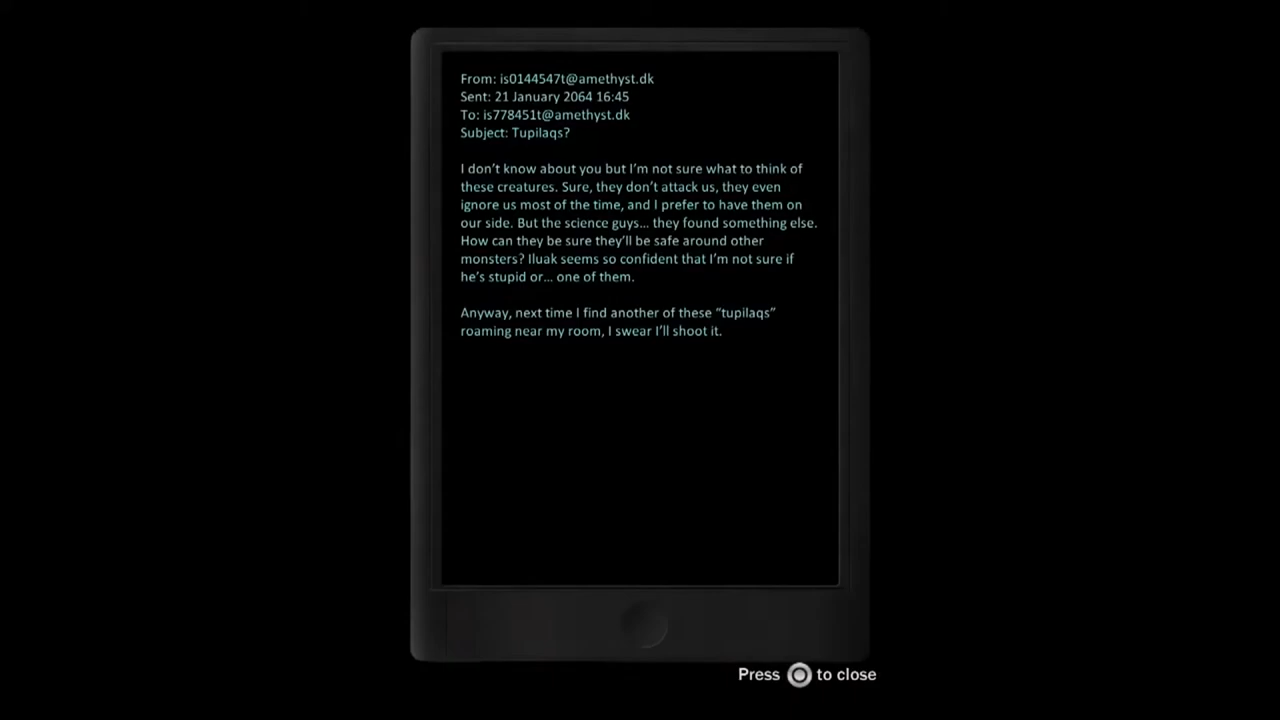 From: is0144547t@amethyst.dk
Sent: 21 January 2064 16:45
To: is778451t@amethyst.dk
Subject: Tupilaqs?
I don't know about you but I'm not sure what to think of
these creatures. Sure, they don't attack us, they even
ignore us most of the time, and I prefer to have them on
our side. But the science guys... they found something else.
How can they be sure they'll be safe around other
monsters? Iluak seems so confident that I'm not sure if
he's stupid or... one of them.
Anyway, next time I find another of these “tupilaqs”
roaming near my room, I swear I'll shoot it.
Press to close